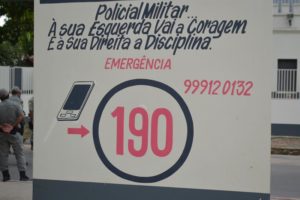 Policial Militar...
À sua Esquerda Vai a Coragem
E a Sua Direita a Disciplina.
EMERGÊNCIA
99912 0132
190